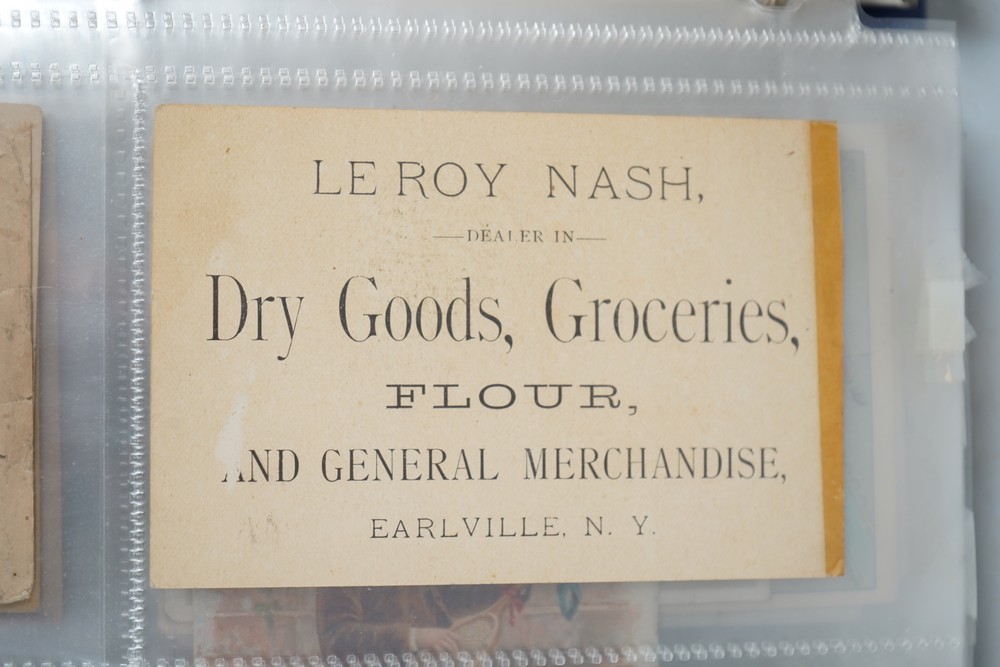 LE ROY NASH,
—DEALER IN—
Dry Goods, Groceries,
FLOUR,
AND GENERAL MERCHANDISE,
EARLVILLE, N. Y.